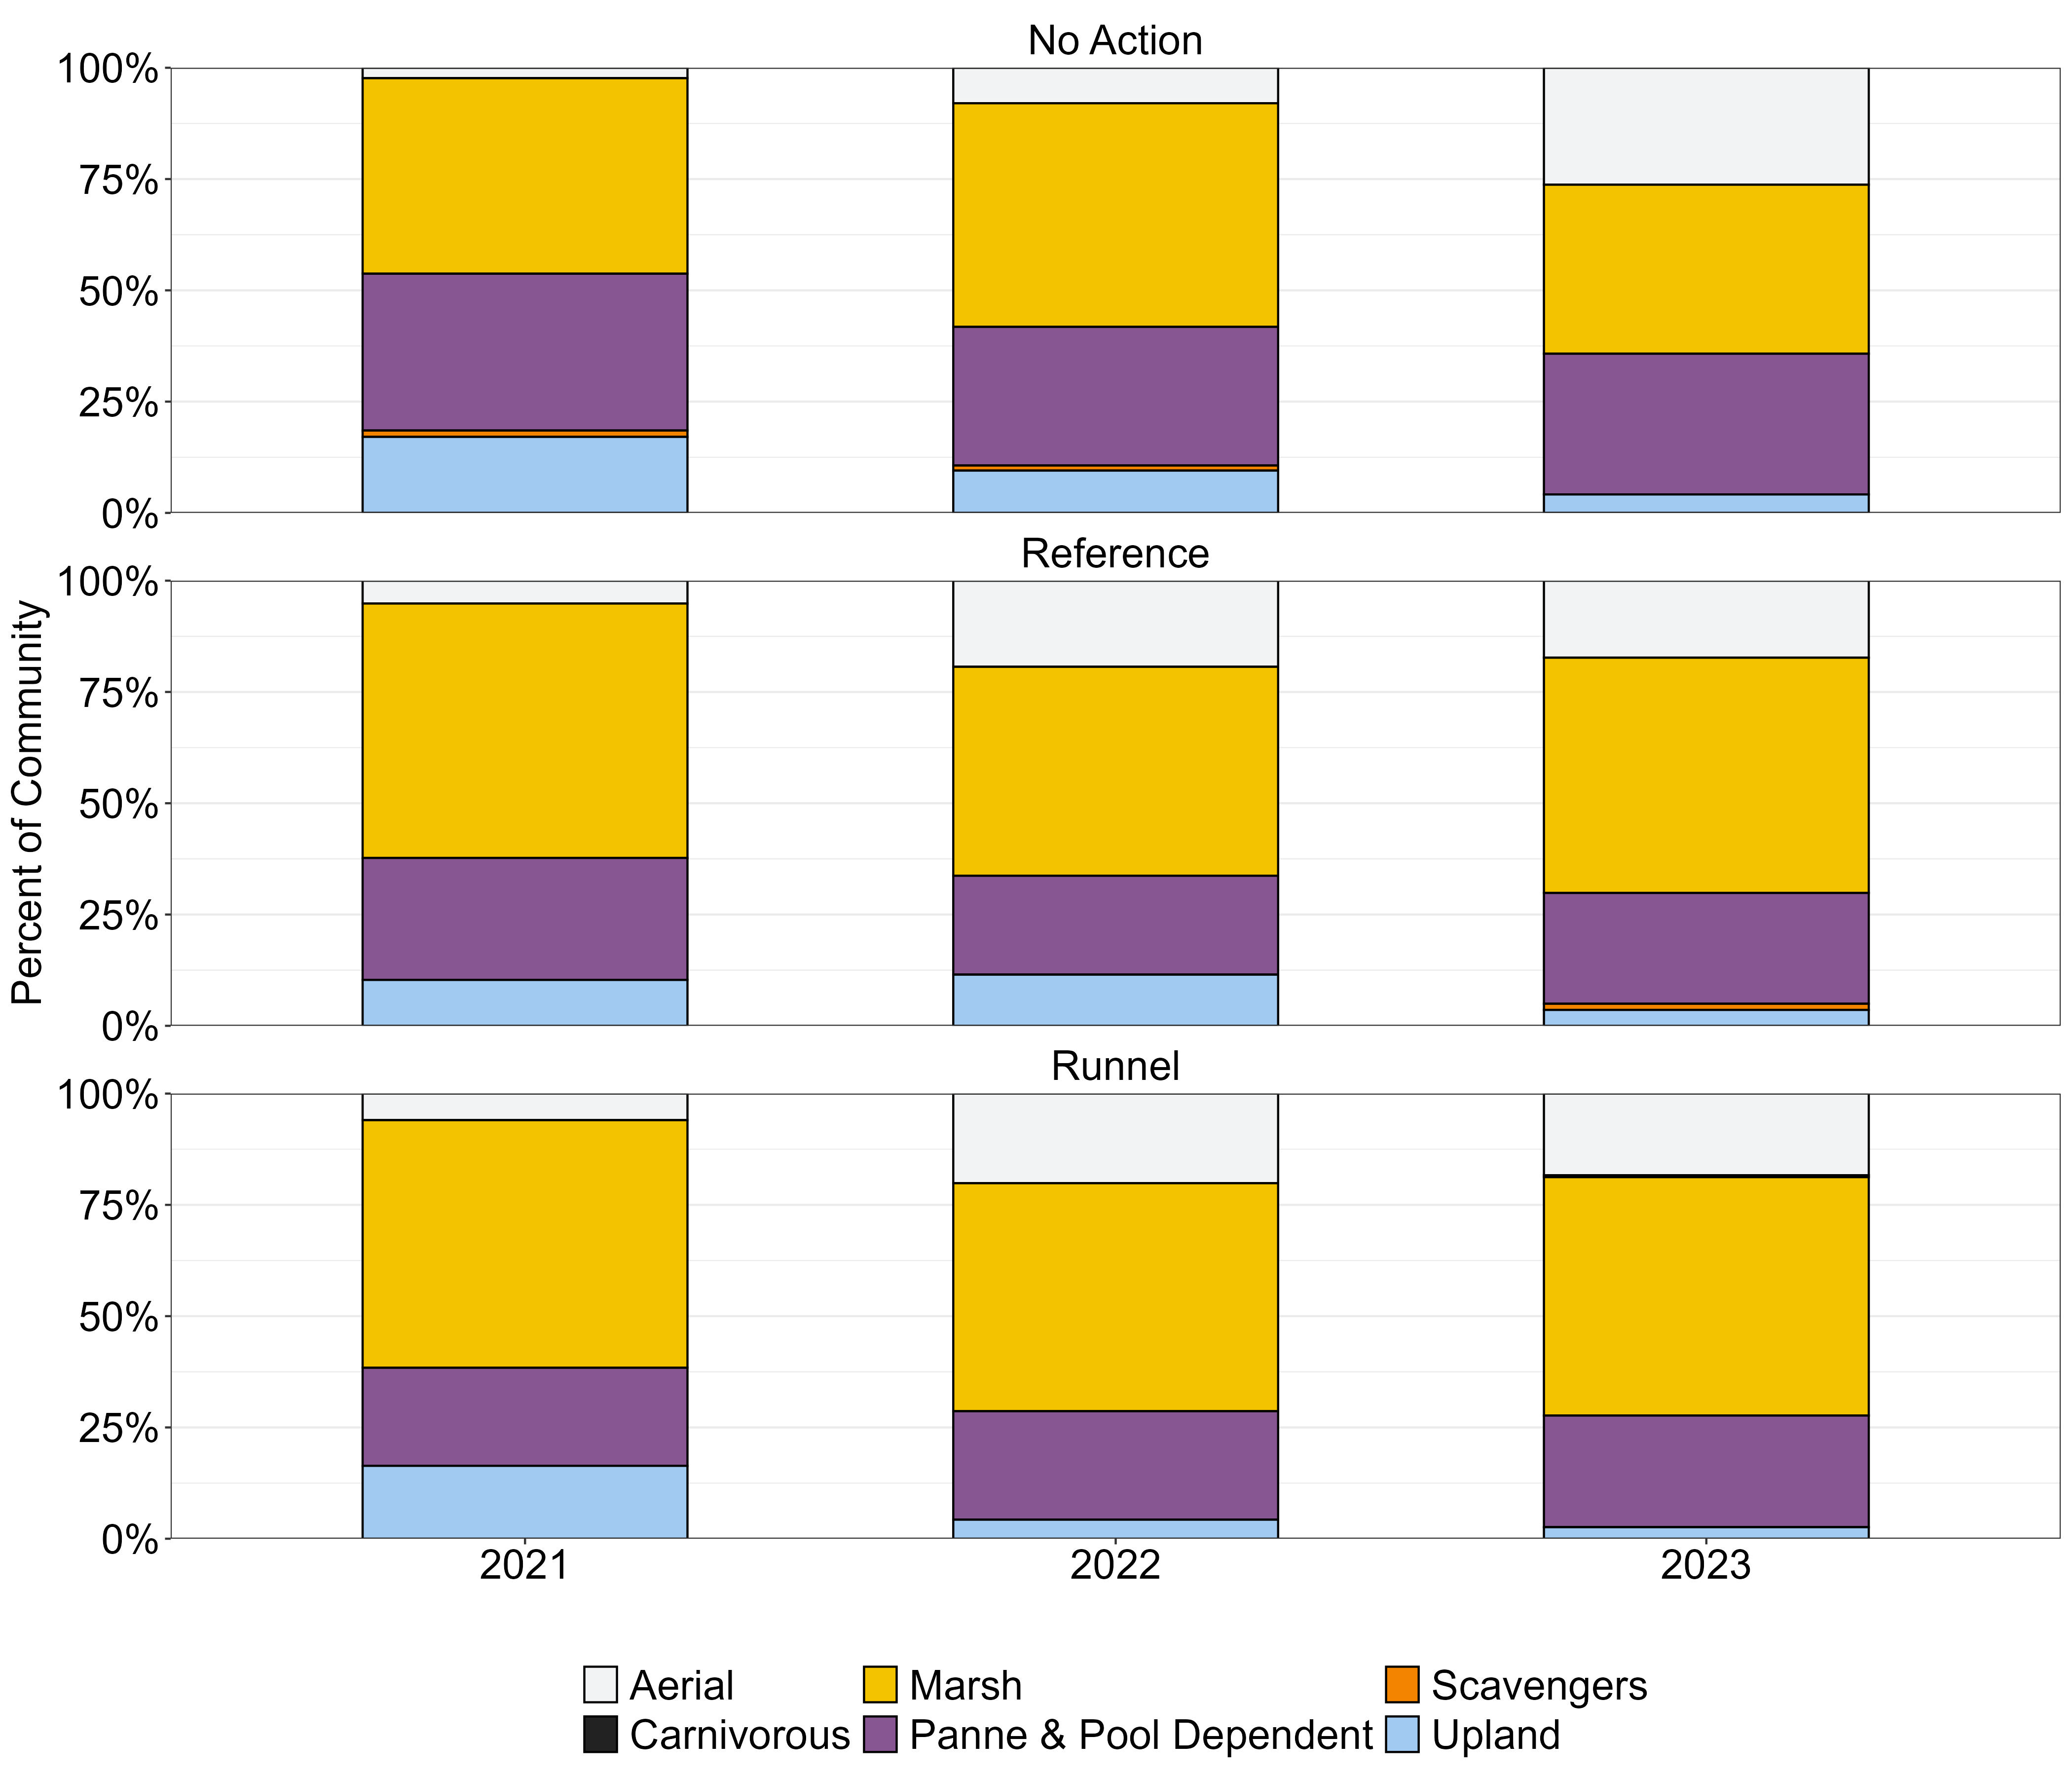 No Action
100%
75%
50%
25%
0%
Reference
100%
75%
50%
25%
0%
Runnel
100%
75%
50%
25%
0%
Percent of Community
2021 2022 2023
Aerial Marsh Scavengers
Carnivorous Panne & Pool Dependent Upland